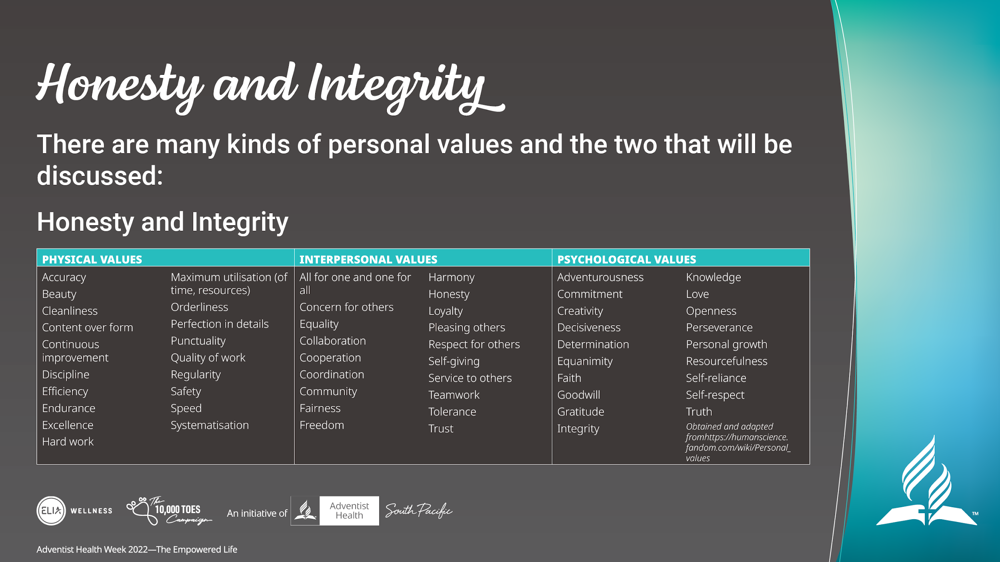 Honesty and Integrity
There are many kinds of personal values and the two that will be
discussed:
Honesty and Integrity
PHYSICAL VALUES
Accuracy
Beauty
Cleanliness
Content over form
Continuous
improvement
Discipline
Efficiency
Endurance
Excellence
Hard work
Maximum utilisation (of
time, resources)
Orderliness
Perfection in details
Punctuality
Quality of work
Regularity
Safety
Speed
Systematisation
INTERPERSONAL VALUES
All for one and one for
all
Concern for others
Equality
Collaboration
Cooperation
Coordination
Community
Fairness
Freedom
Harmony
Honesty
Loyalty
Pleasing others
Respect for others
Self-giving
Service to others
Teamwork
Tolerance
Trust
PSYCHOLOGICAL VALUES
Adventurousness
Commitment
Creativity
Decisiveness
Determination
Equanimity
Faith
Goodwill
Gratitude
Integrity
Knowledge
Love
Openness
Perseverance
Personal growth
Resourcefulness
Self-reliance
Self-respect
Truth
Obtained and adapted
fromhttps://humanscience.
fandom.com/wiki/Personal_
values
ELIA WELLNESS
The
10,000 TOES
Campaign
An initiative of
Adventist
Health
South Pacific
TM
Adventist Health Week 2022—The Empowered Life